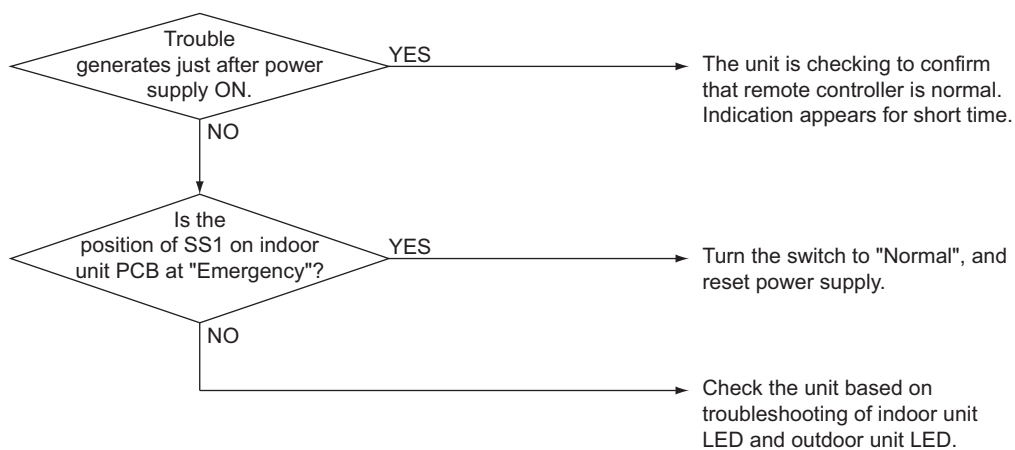 Trouble
generates just after power
supply ON.
YES
The unit is checking to confirm
that remote controller is normal.
Indication appears for short time.
NO
Is the
position of SS1 on indoor
unit PCB at "Emergency"?
YES
Turn the switch to "Normal", and
reset power supply.
NO
Check the unit based on
troubleshooting of indoor unit
LED and outdoor unit LED.